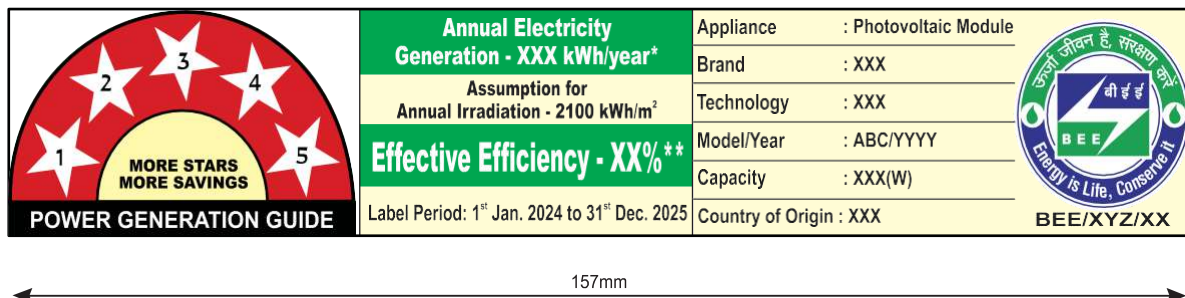 1
2
3
4
5
MORE STARS
MORE SAVINGS
POWER GENERATION GUIDE
Annual Electricity
Generation - XXX kWh/year*
Assumption for
Annual Irradiation - 2100 kWh/m²
Effective Efficiency - XX%**
Label Period: 1st Jan. 2024 to 31st Dec. 2025
Appliance : Photovoltaic Module
Brand : XXX
Technology : XXX
Model/Year : ABC/YYYY
Capacity : XXX(W)
Country of Origin : XXX
ऊर्जा जीवन है, संरक्षण करें
बी ई ई
BEE
Energy is Life, Conserve it
BEE/XYZ/XX
157mm